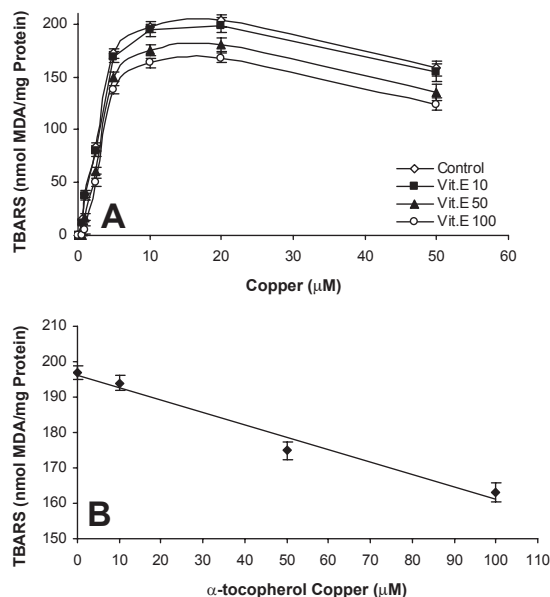 TBARS (nmol MDA/mg Protein)
200
150
100
50
0
A
Control
Vit.E 10
Vit.E 50
Vit.E 100
0 10 20 30 40 50 60
Copper (μM)
TBARS (nmol MDA/mg Protein)
210
200
190
180
170
160
150
B
0 10 20 30 40 50 60 70 80 90 100 110
α-tocopherol Copper (μM)